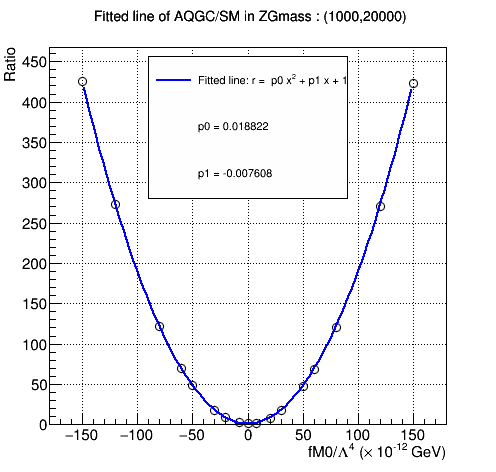 Fitted line of AQGC/SM in ZGmass : (1000,20000)
Ratio
450
400
350
300
250
200
150
100
50
0
Fitted line: r = p0 x² + p1 x + 1
p0 = 0.018822
p1 = -0.007608
−150 −100 −50 0 50 100 150
fM0/Λ⁴ (× 10⁻¹² GeV)